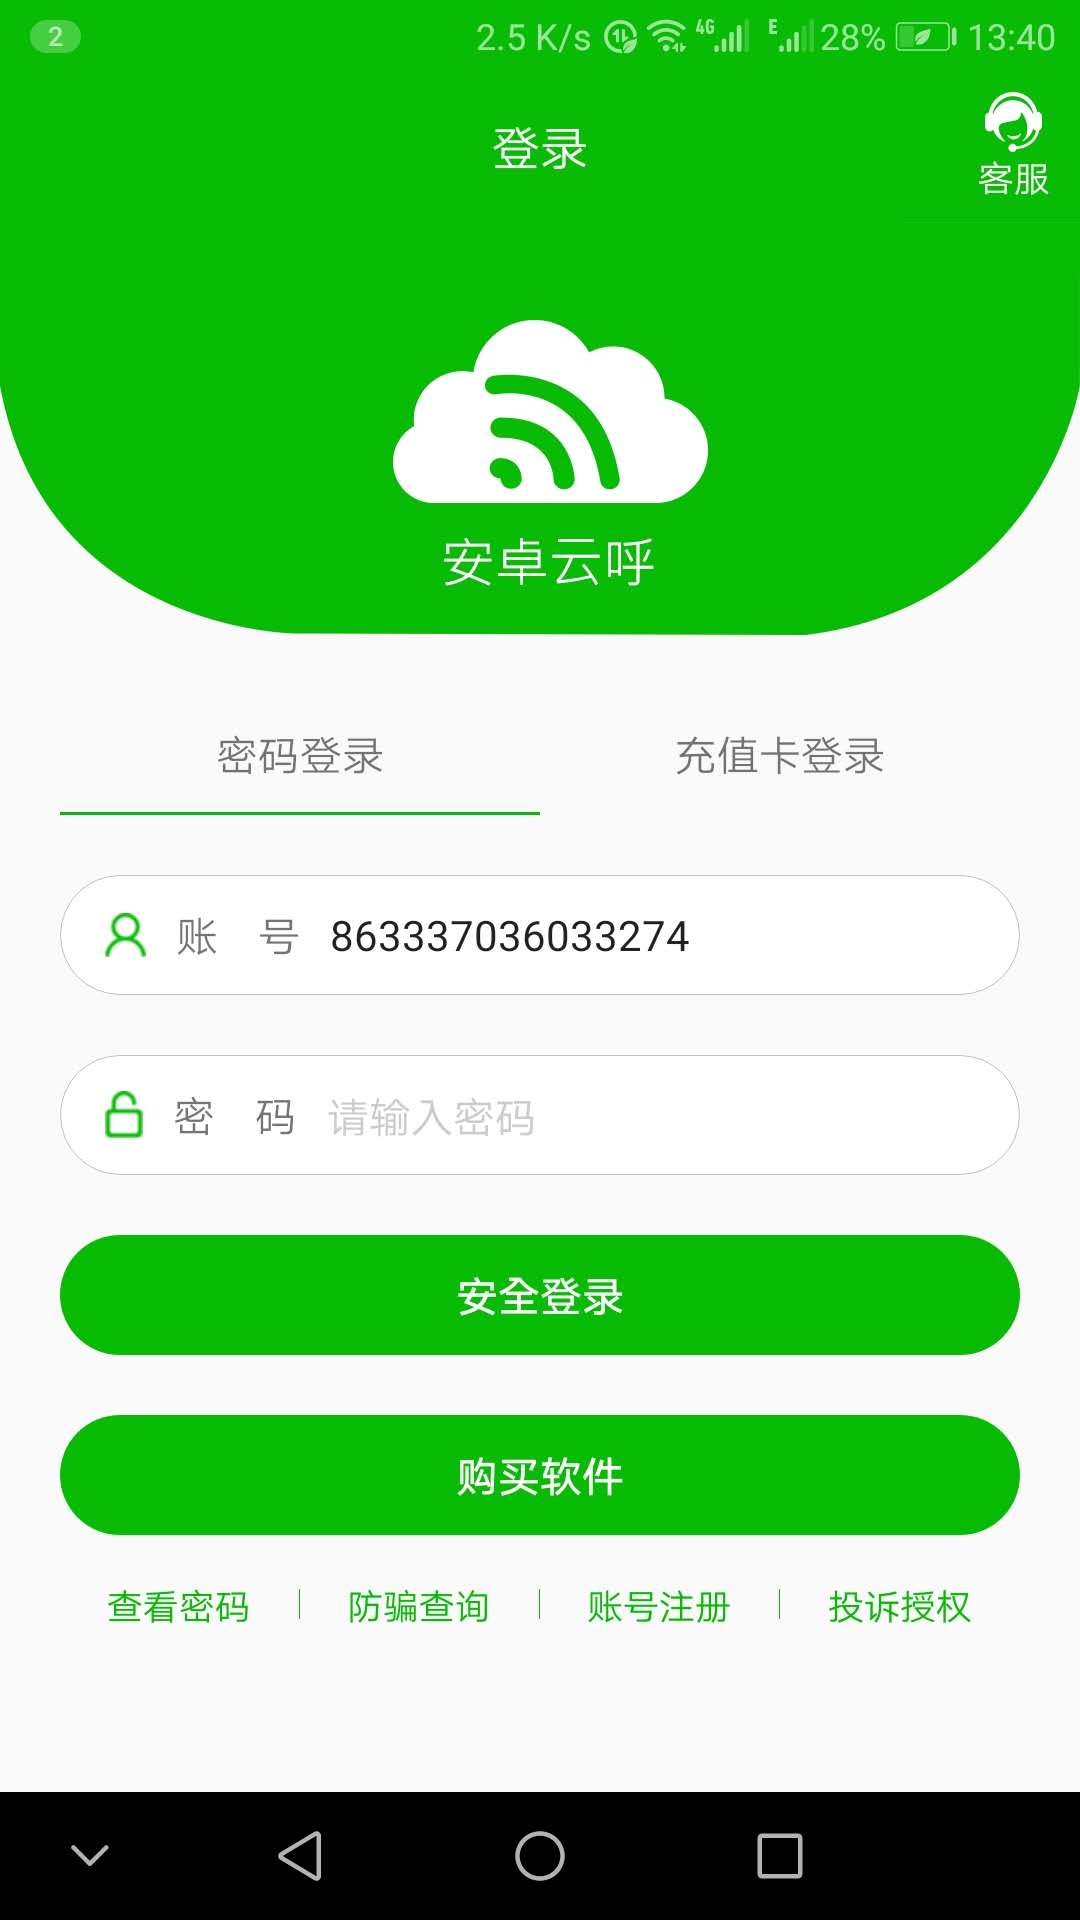 2 2.5 K/s 4G E 28% 13:40
登录
客服
安卓云呼
密码登录 充值卡登录
账 号 863337036033274
密 码 请输入密码
安全登录
购买软件
查看密码 防骗查询 账号注册 投诉授权